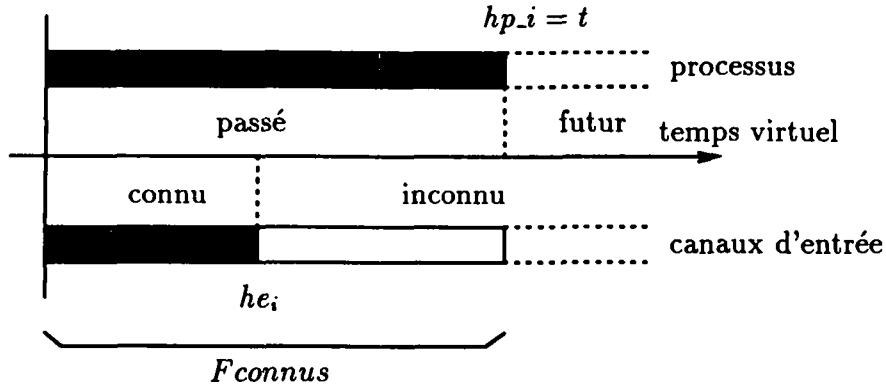 hp_i = t
processus
passé futur temps virtuel
connu inconnu
canaux d'entrée
he_i
Fconnus